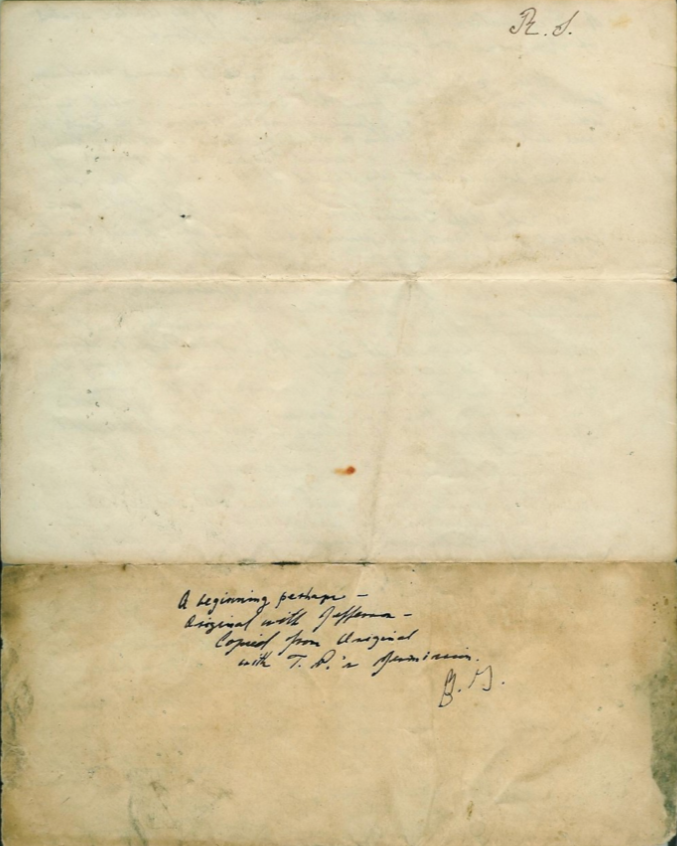 R. S.
A beginning perhaps –
Original with Jefferson –
Copied from Original
with T. P.'s permission.